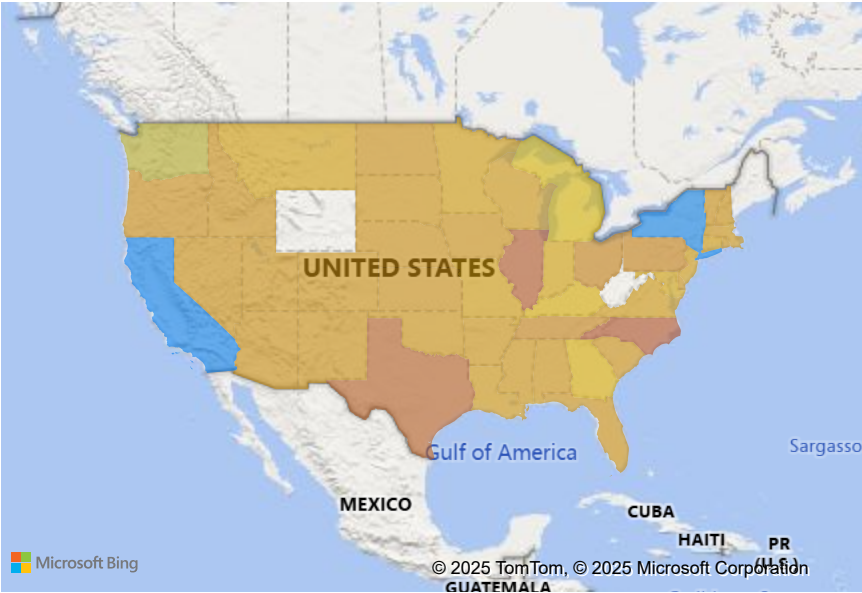 UNITED STATES
Gulf of America
Sargasso
MEXICO
CUBA
HAITI
PR
(U.S.)
Microsoft Bing
© 2025 TomTom, © 2025 Microsoft Corporation
GUATEMALA